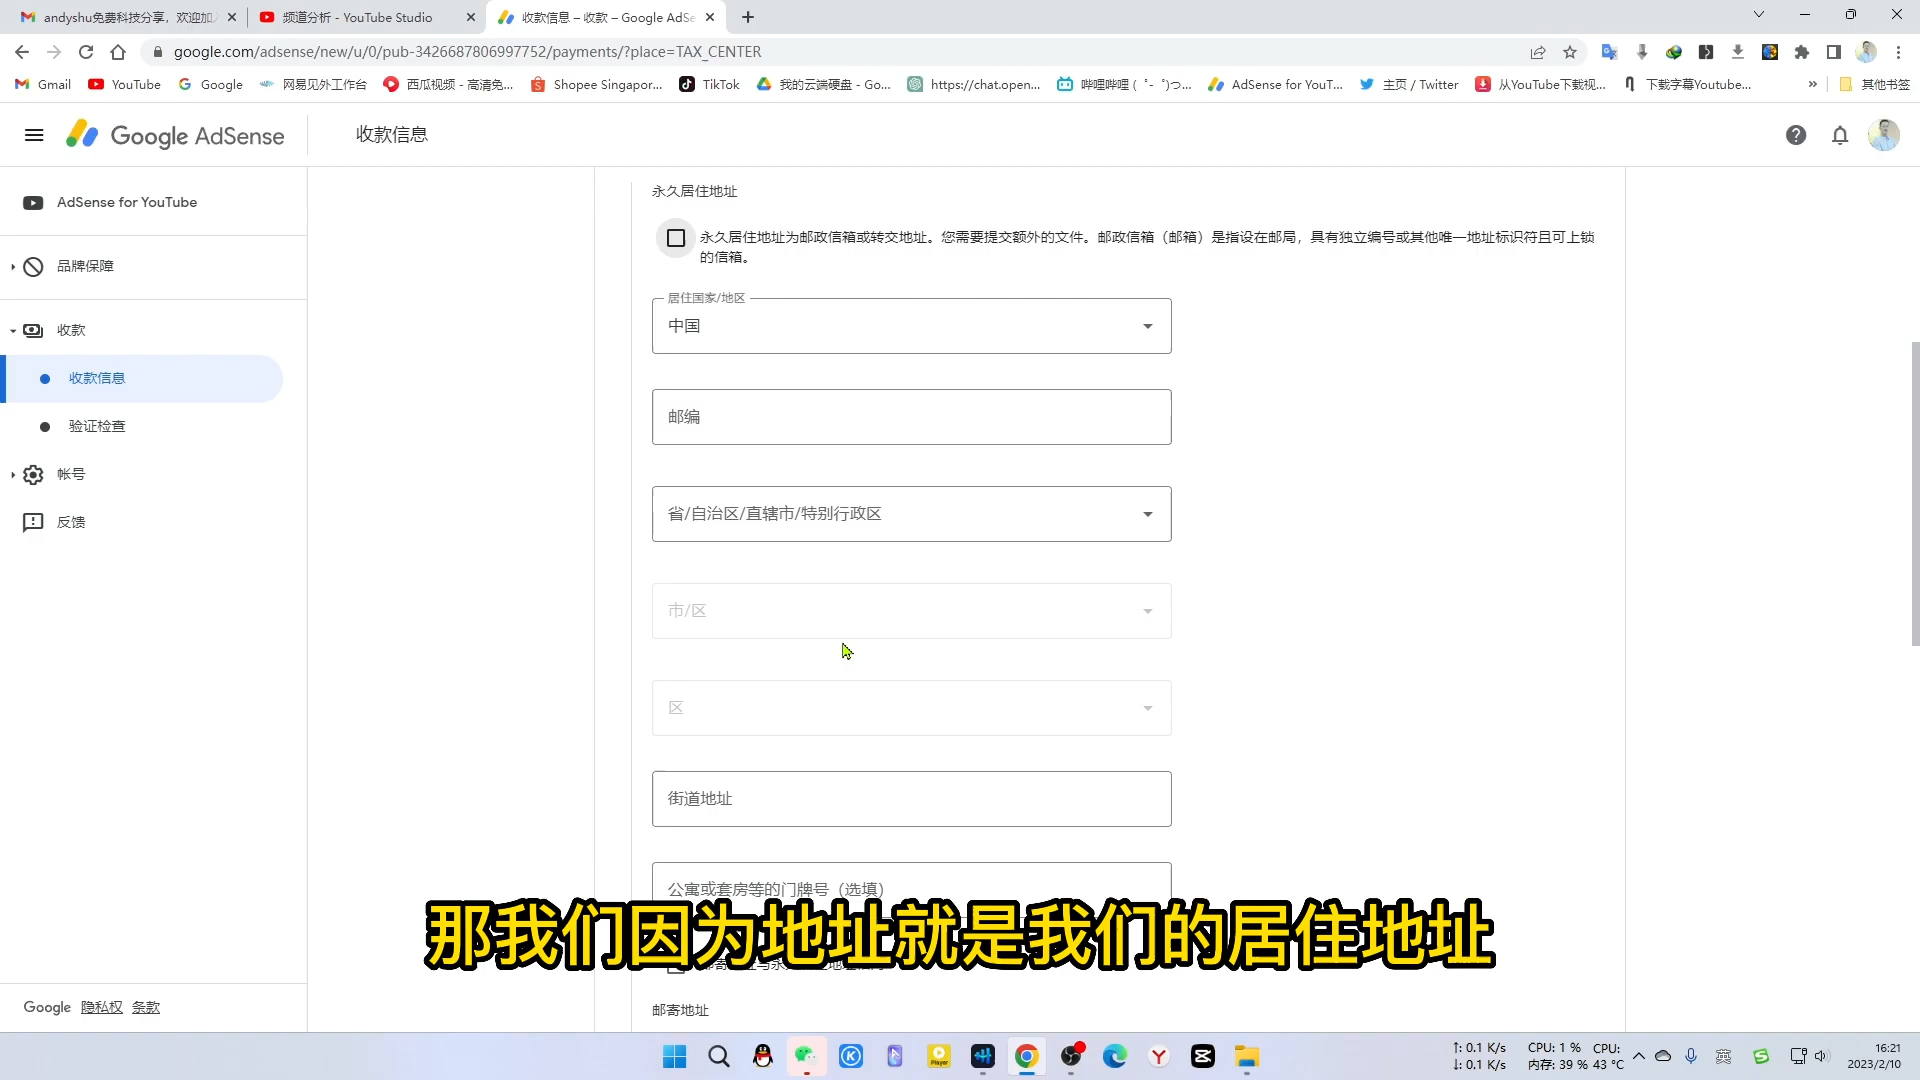 andyshu免费科技分享，欢迎加入
频道分析 - YouTube Studio
收款信息 – 收款 – Google AdSe
google.com/adsense/new/u/0/pub-3426687806997752/payments/?place=TAX_CENTER
Gmail
YouTube
Google
网易见外工作台
西瓜视频 - 高清免...
Shopee Singapor...
TikTok
我的云端硬盘 - Go...
https://chat.open...
哔哩哔哩 ( ゜- ゜)つ...
AdSense for YouT...
主页 / Twitter
从YouTube下载视...
下载字幕Youtube...
»
其他书签
Google AdSense
收款信息
AdSense for YouTube
品牌保障
收款
收款信息
验证检查
帐号
反馈
Google 隐私权 条款
永久居住地址
永久居住地址为邮政信箱或转交地址。您需要提交额外的文件。邮政信箱（邮箱）是指设在邮局，具有独立编号或其他唯一地址标识符且可上锁
的信箱。
居住国家/地区
中国
邮编
省/自治区/直辖市/特别行政区
市/区
区
街道地址
公寓或套房等的门牌号（选填）
那我们因为地址就是我们的居住地址
邮寄地址
↑: 0.1 K/s
↓: 0.1 K/s
CPU: 1 %
内存: 39 %
CPU:
43 °C
英
16:21
2023/2/10